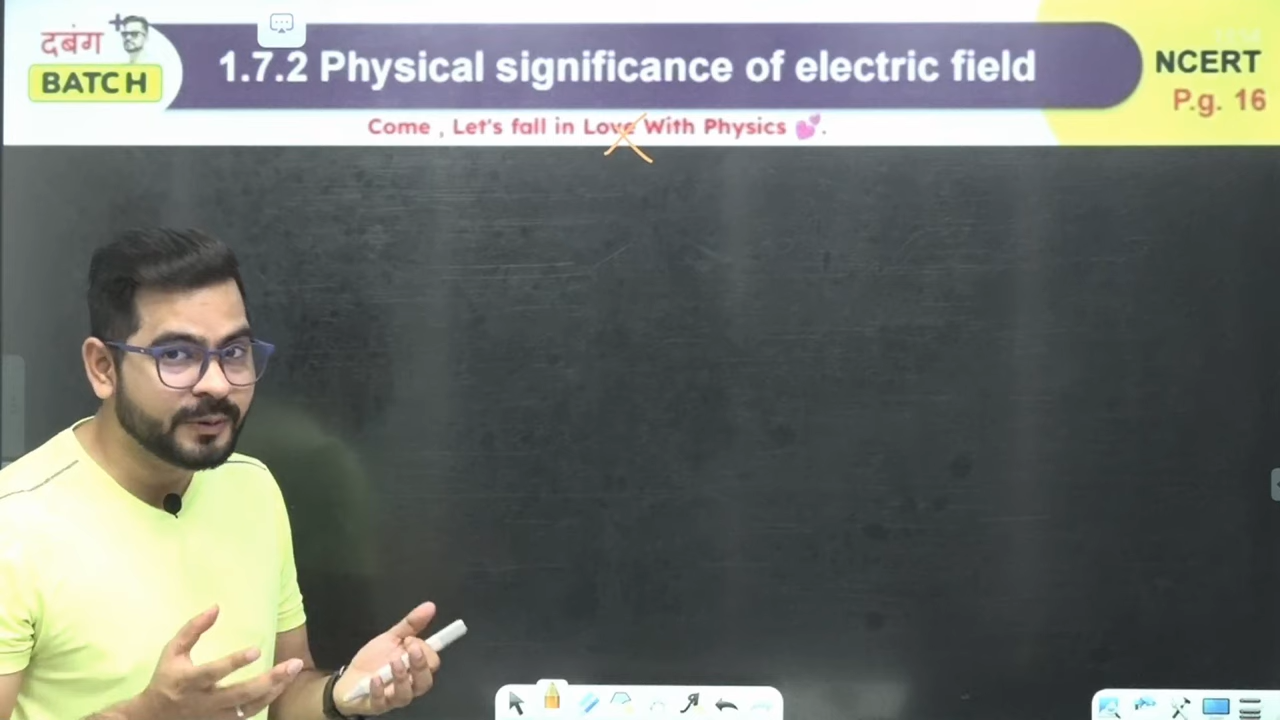 दबंग
BATCH
1.7.2 Physical significance of electric field
NCERT
P.g. 16
Come , Let's fall in Love With Physics 💕.